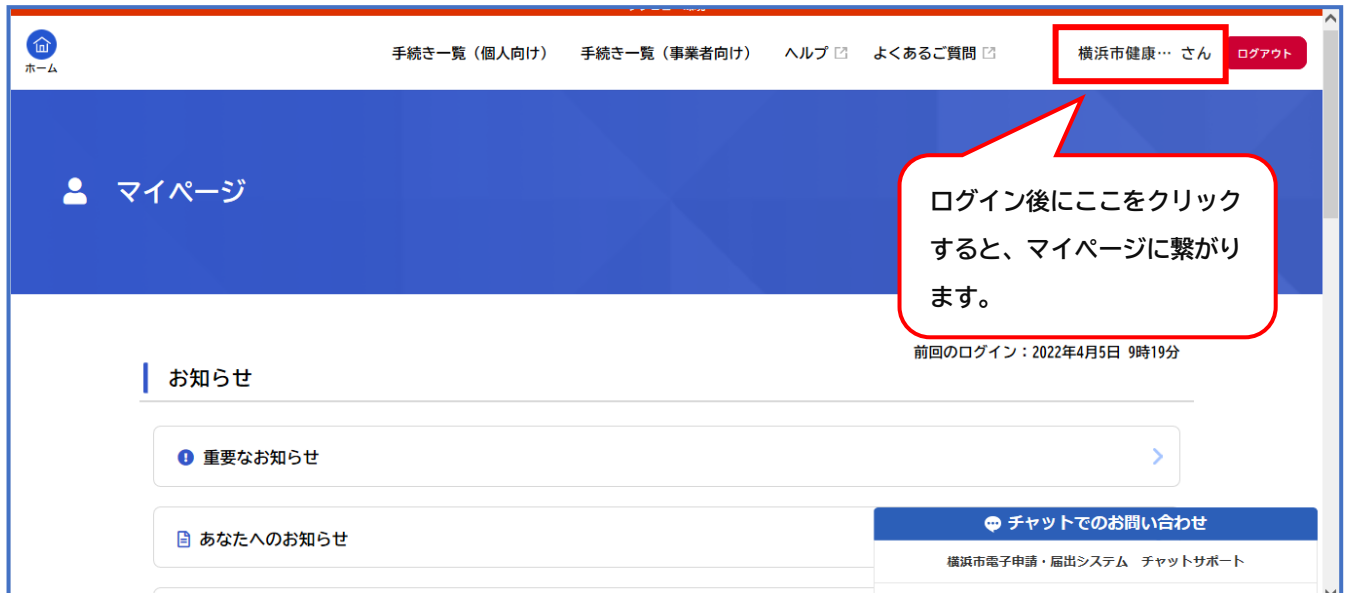 ホーム
手続き一覧（個人向け） 手続き一覧（事業者向け） ヘルプ よくあるご質問 横浜市健康… さん ログアウト
マイページ
ログイン後にここをクリック
すると、マイページに繋がり
ます。
前回のログイン：2022年4月5日 9時19分
お知らせ
重要なお知らせ
あなたへのお知らせ
チャットでのお問い合わせ
横浜市電子申請・届出システム チャットサポート